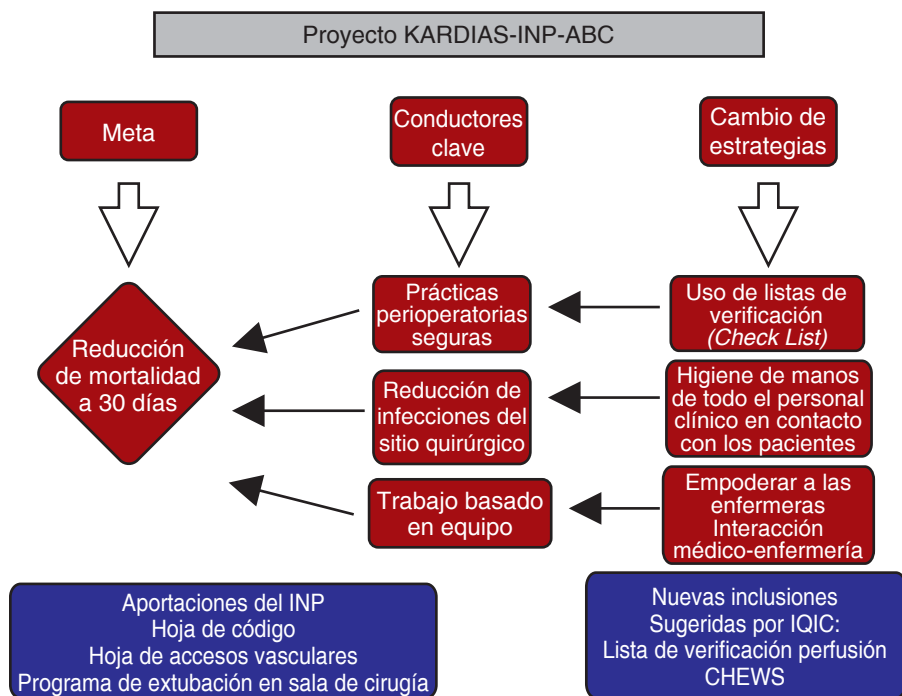 Proyecto KARDIAS-INP-ABC
Meta
Conductores
clave
Cambio de
estrategias
Reducción
de mortalidad
a 30 días
Prácticas
perioperatorias
seguras
Uso de listas de
verificación
(Check List)
Reducción de
infecciones del
sitio quirúrgico
Higiene de manos
de todo el personal
clínico en contacto
con los pacientes
Trabajo basado
en equipo
Empoderar a las
enfermeras
Interacción
médico-enfermería
Aportaciones del INP
Hoja de código
Hoja de accesos vasculares
Programa de extubación en sala de cirugía
Nuevas inclusiones
Sugeridas por IQIC:
Lista de verificación perfusión
CHEWS